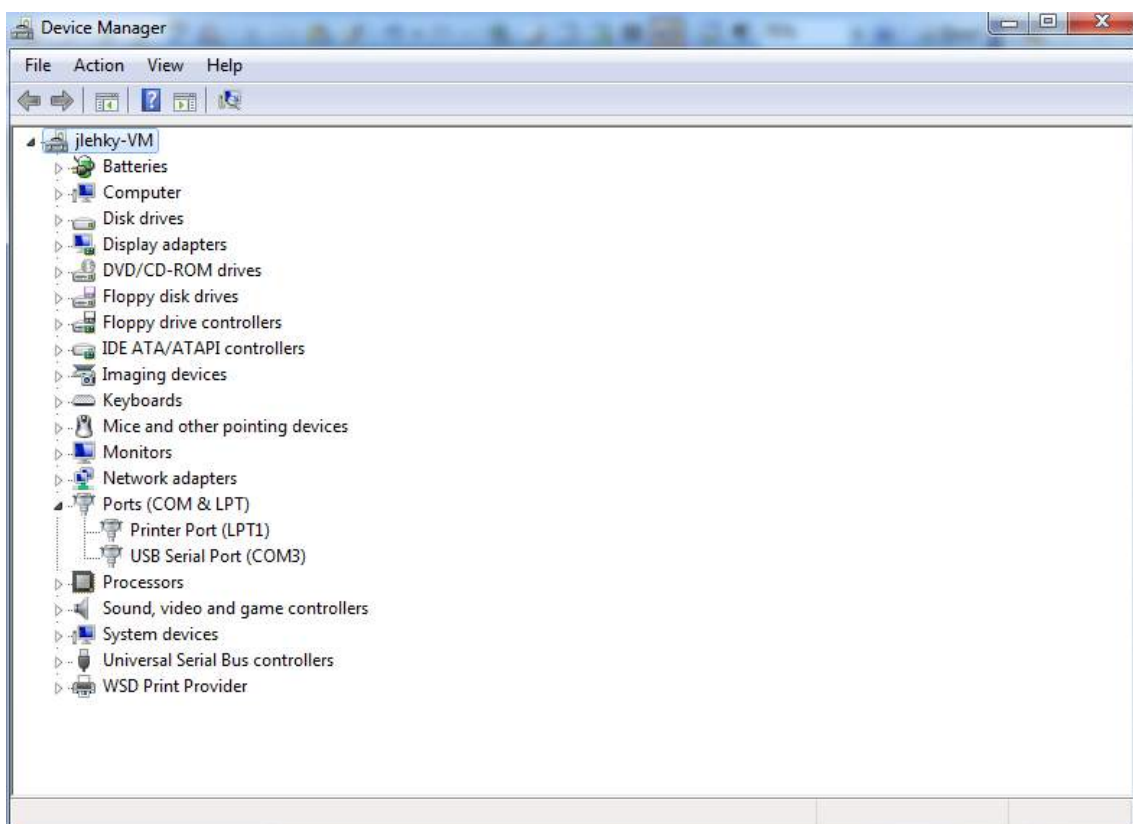 Device Manager
File Action View Help
jlehky-VM
Batteries
Computer
Disk drives
Display adapters
DVD/CD-ROM drives
Floppy disk drives
Floppy drive controllers
IDE ATA/ATAPI controllers
Imaging devices
Keyboards
Mice and other pointing devices
Monitors
Network adapters
Ports (COM & LPT)
Printer Port (LPT1)
USB Serial Port (COM3)
Processors
Sound, video and game controllers
System devices
Universal Serial Bus controllers
WSD Print Provider